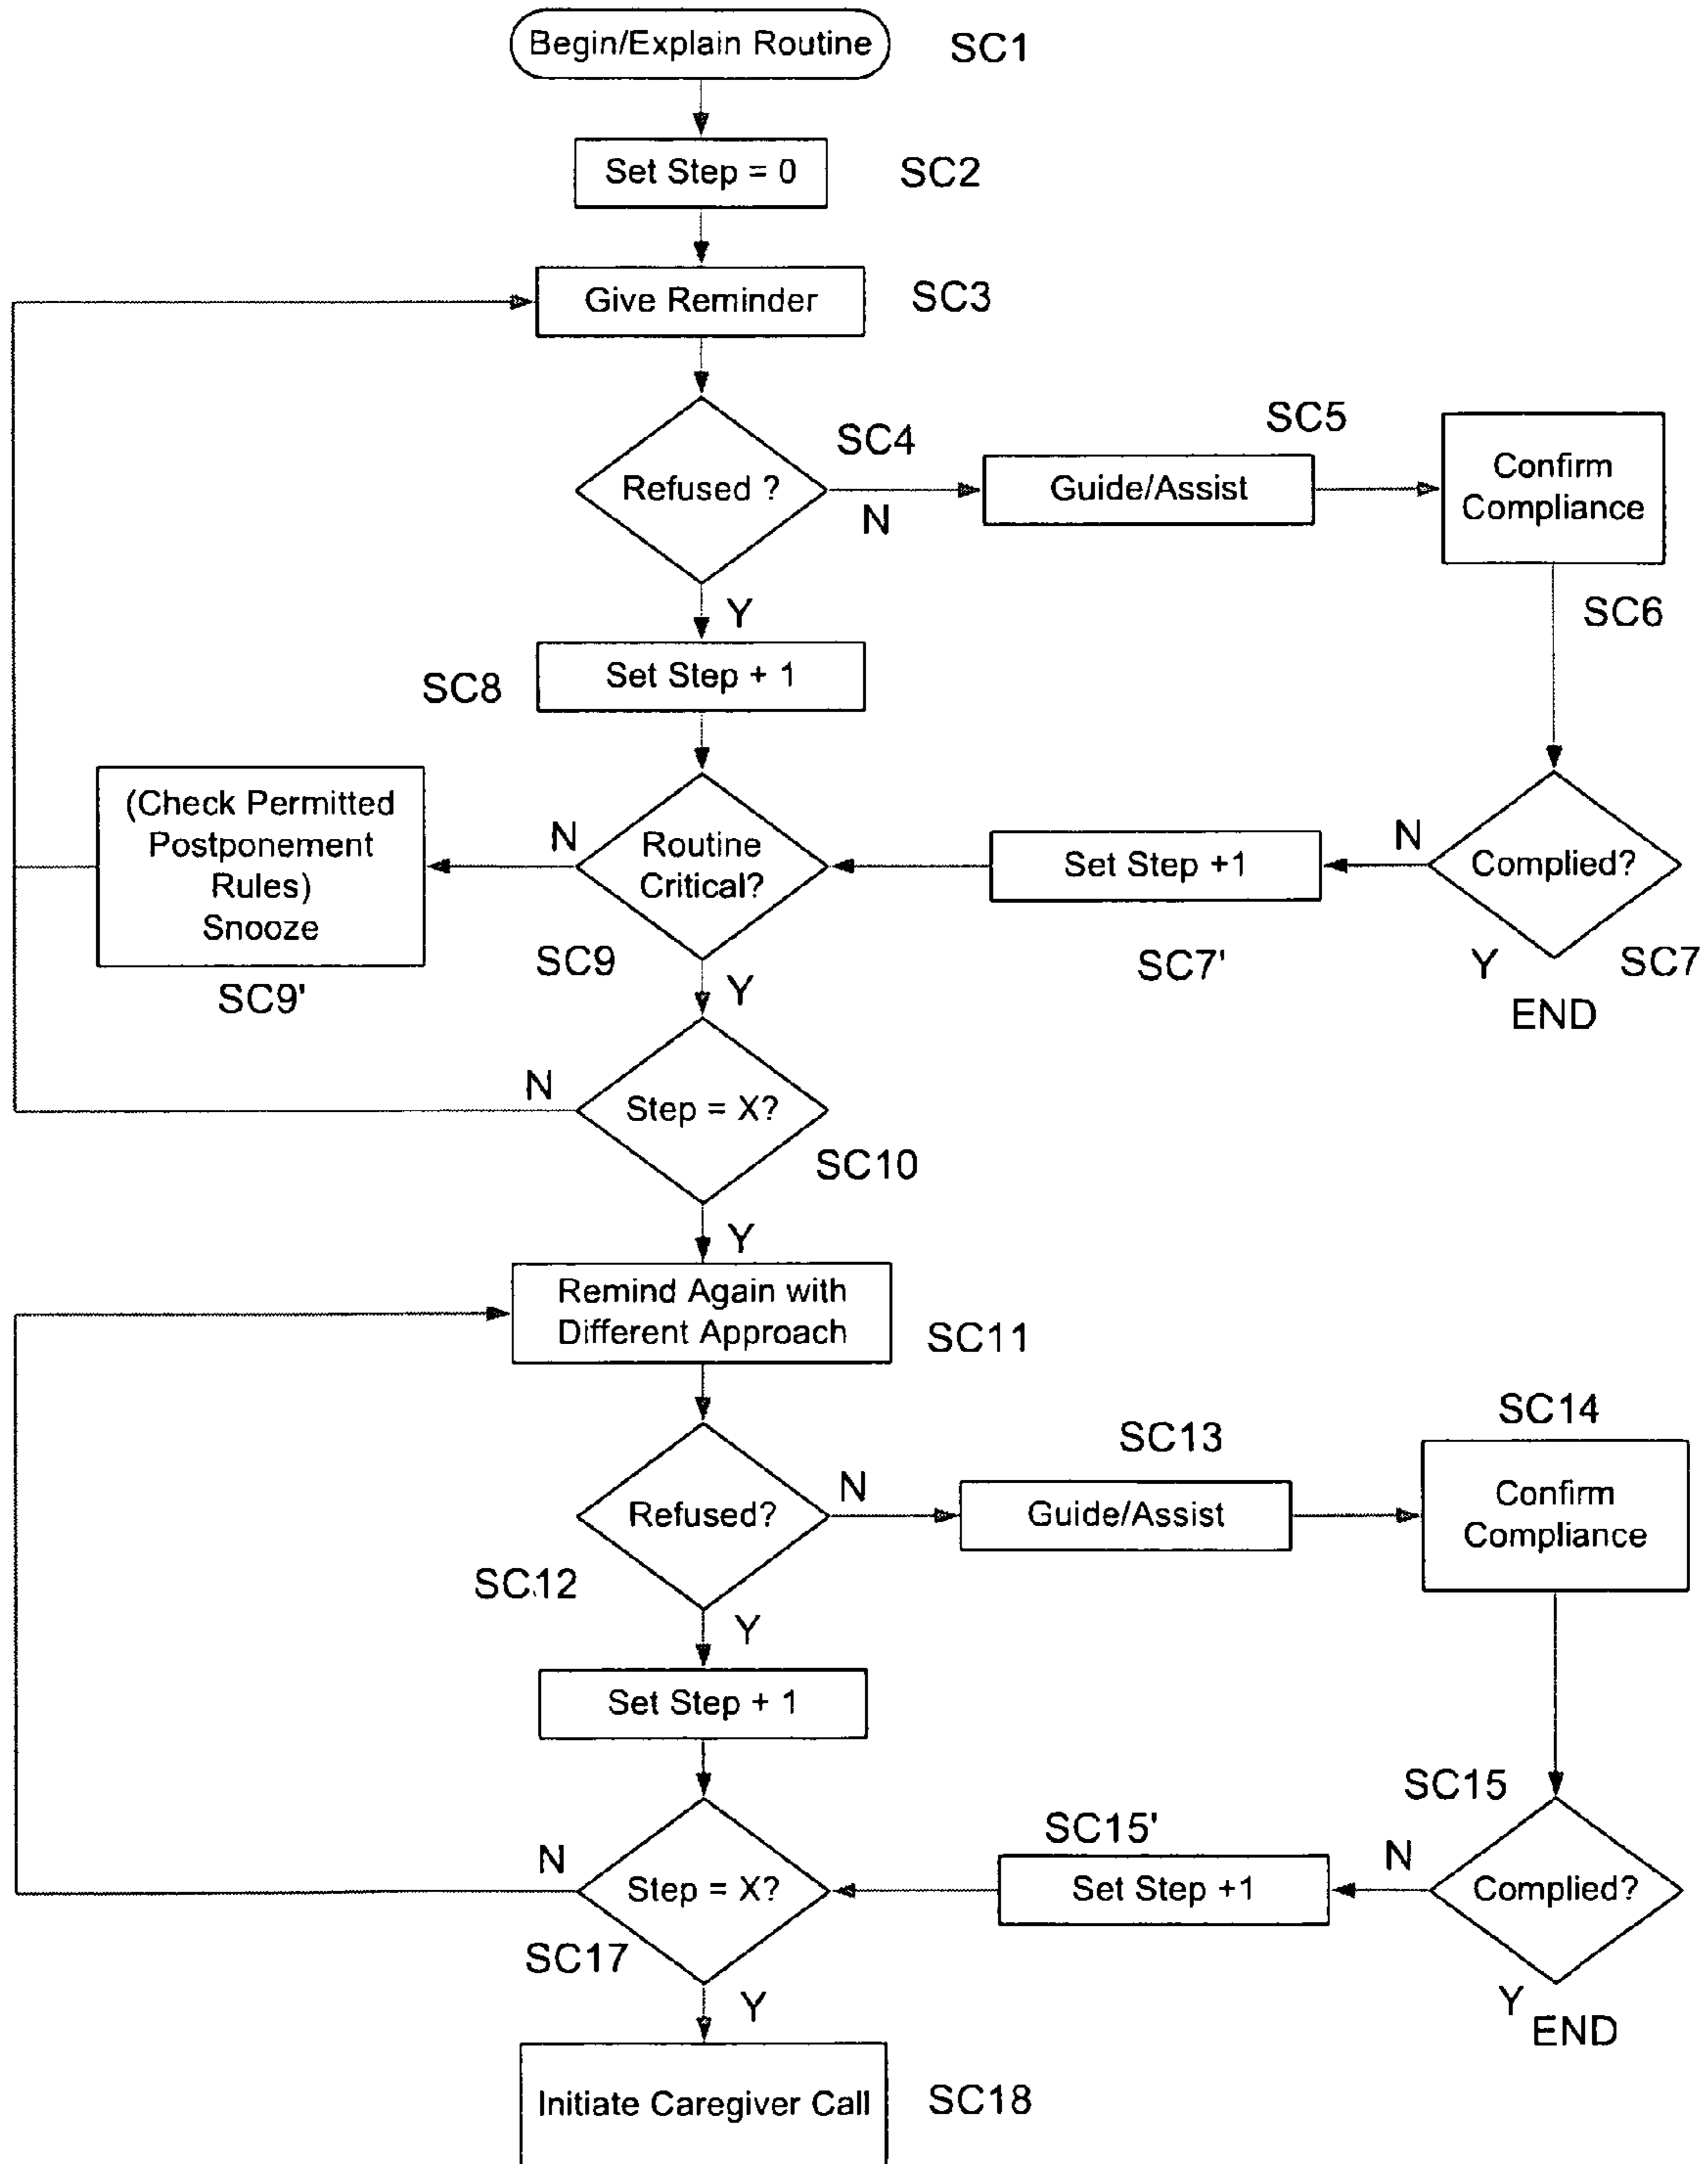 Begin/Explain Routine
SC1
Set Step = 0
SC2
Give Reminder
SC3
Refused ?
SC4
N
Y
SC5
Guide/Assist
Confirm
Compliance
SC6
Set Step + 1
SC8
(Check Permitted
Postponement
Rules)
Snooze
SC9'
N
Routine
Critical?
SC9
Y
Set Step +1
SC7'
N
Complied?
Y
SC7
END
N
Step = X?
SC10
Y
Remind Again with
Different Approach
SC11
Refused?
SC12
N
Y
SC13
Guide/Assist
SC14
Confirm
Compliance
Set Step + 1
N
Step = X?
SC17
Y
SC15'
Set Step +1
SC15
N
Complied?
Y
END
Initiate Caregiver Call
SC18